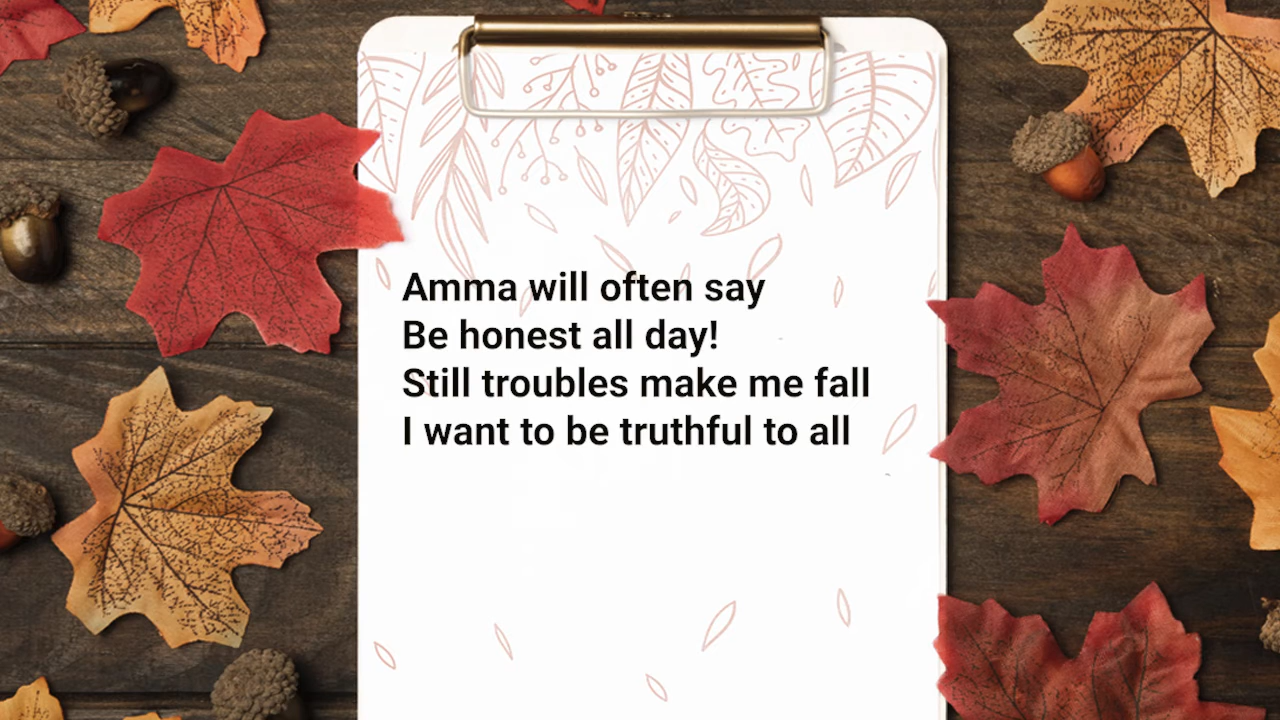 Amma will often say
Be honest all day!
Still troubles make me fall
I want to be truthful to all